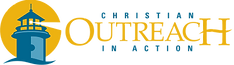 CHRISTIAN
OUTREACH
IN ACTION